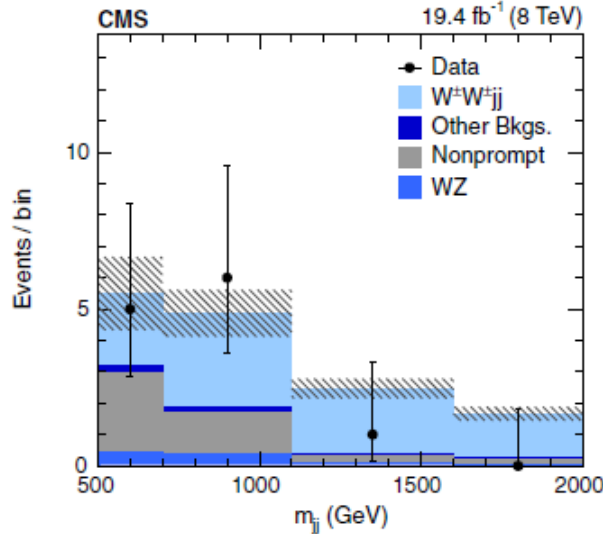 CMS 19.4 fb⁻¹ (8 TeV)
Data
W±W±jj
Other Bkgs.
Nonprompt
WZ
Events / bin
10
5
0
500 1000 1500 2000
m_jj (GeV)